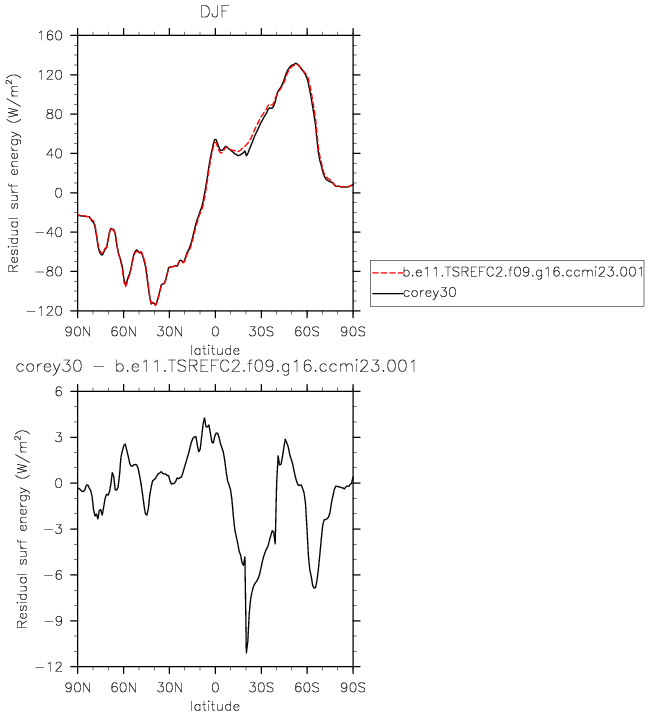 DJF
160
120
80
40
0
−40
−80
−120
Residual surf energy (W/m²)
90N 60N 30N 0 30S 60S 90S
latitude
b.e11.TSREFC2.f09.g16.ccmi23.001
corey30
corey30 − b.e11.TSREFC2.f09.g16.ccmi23.001
6
3
0
−3
−6
−9
−12
Residual surf energy (W/m²)
90N 60N 30N 0 30S 60S 90S
latitude